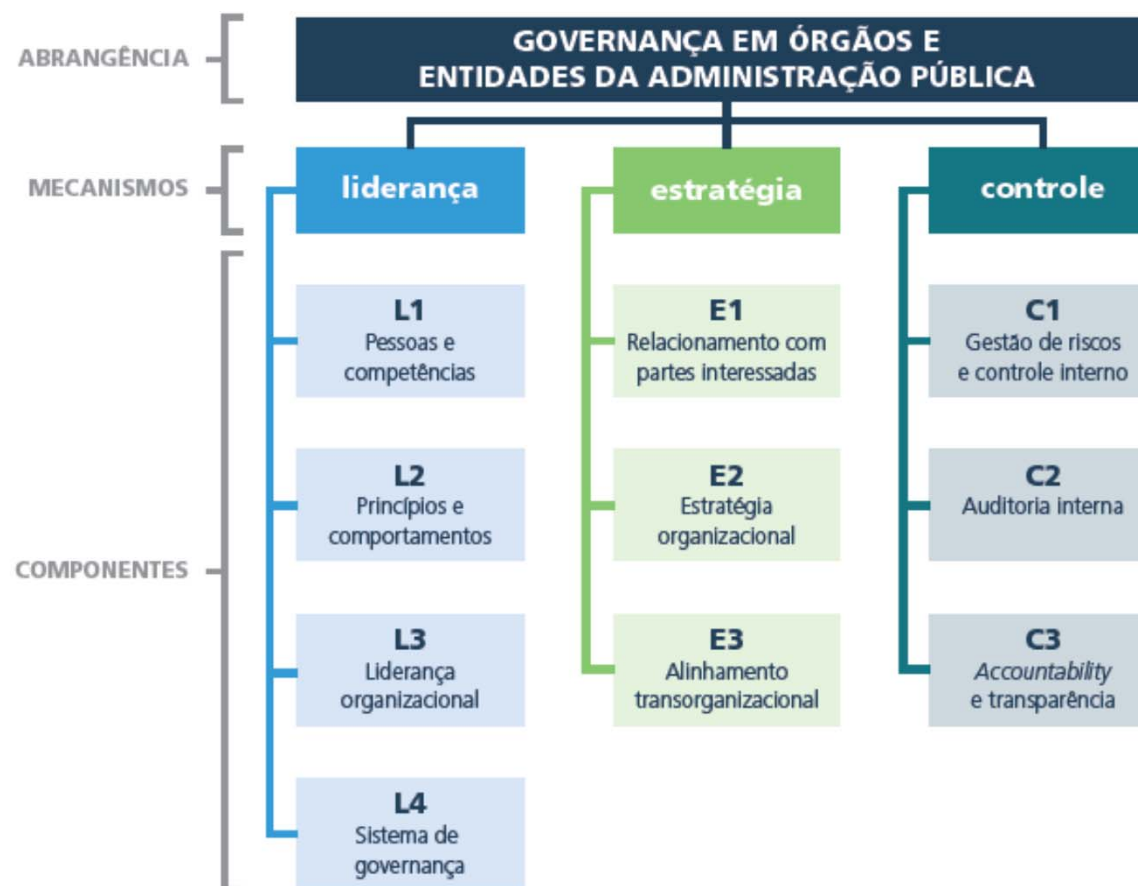 ABRANGÊNCIA
GOVERNANÇA EM ÓRGÃOS E
ENTIDADES DA ADMINISTRAÇÃO PÚBLICA
MECANISMOS
liderança
estratégia
controle
COMPONENTES
L1
Pessoas e
competências
L2
Princípios e
comportamentos
L3
Liderança
organizacional
L4
Sistema de
governança
E1
Relacionamento com
partes interessadas
E2
Estratégia
organizacional
E3
Alinhamento
transorganizacional
C1
Gestão de riscos
e controle interno
C2
Auditoria interna
C3
Accountability
e transparência